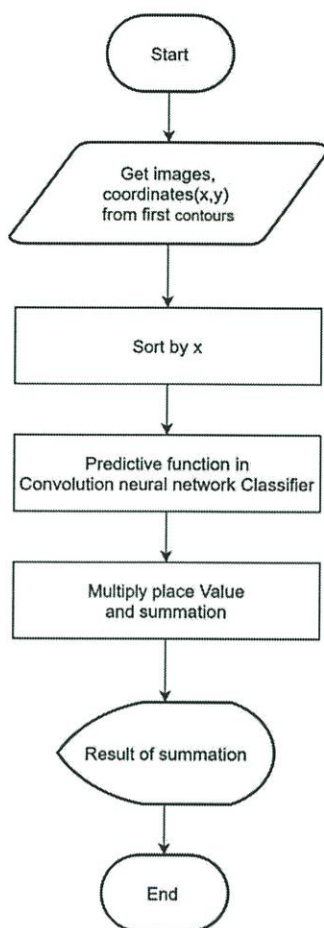 Start
Get images,
coordinates(x,y)
from first contours
Sort by x
Predictive function in
Convolution neural network Classifier
Multiply place Value
and summation
Result of summation
End